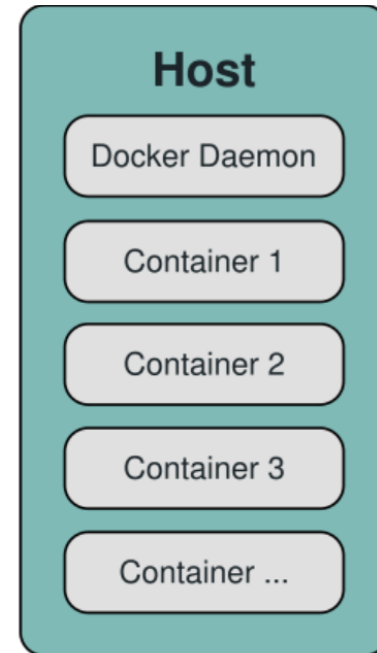 Host
Docker Daemon
Container 1
Container 2
Container 3
Container ...